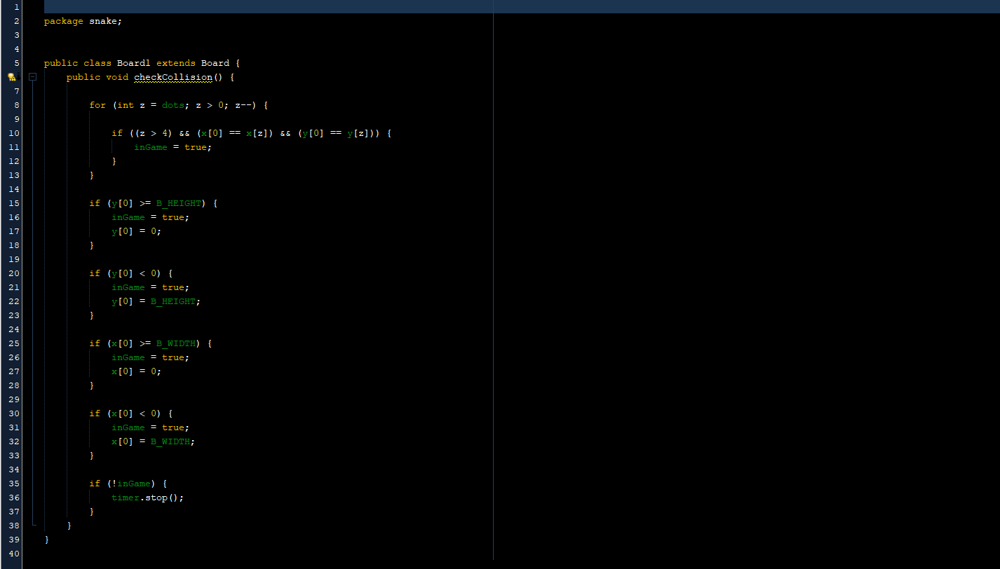 1
2 package snake;
3
4
5 public class Board1 extends Board {
public void checkCollision() {
7
8 for (int z = dots; z > 0; z--) {
9
10 if ((z > 4) && (x[0] == x[z]) && (y[0] == y[z])) {
11 inGame = true;
12 }
13 }
14
15 if (y[0] >= B_HEIGHT) {
16 inGame = true;
17 y[0] = 0;
18 }
19
20 if (y[0] < 0) {
21 inGame = true;
22 y[0] = B_HEIGHT;
23 }
24
25 if (x[0] >= B_WIDTH) {
26 inGame = true;
27 x[0] = 0;
28 }
29
30 if (x[0] < 0) {
31 inGame = true;
32 x[0] = B_WIDTH;
33 }
34
35 if (!inGame) {
36 timer.stop();
37 }
38 }
39 }
40